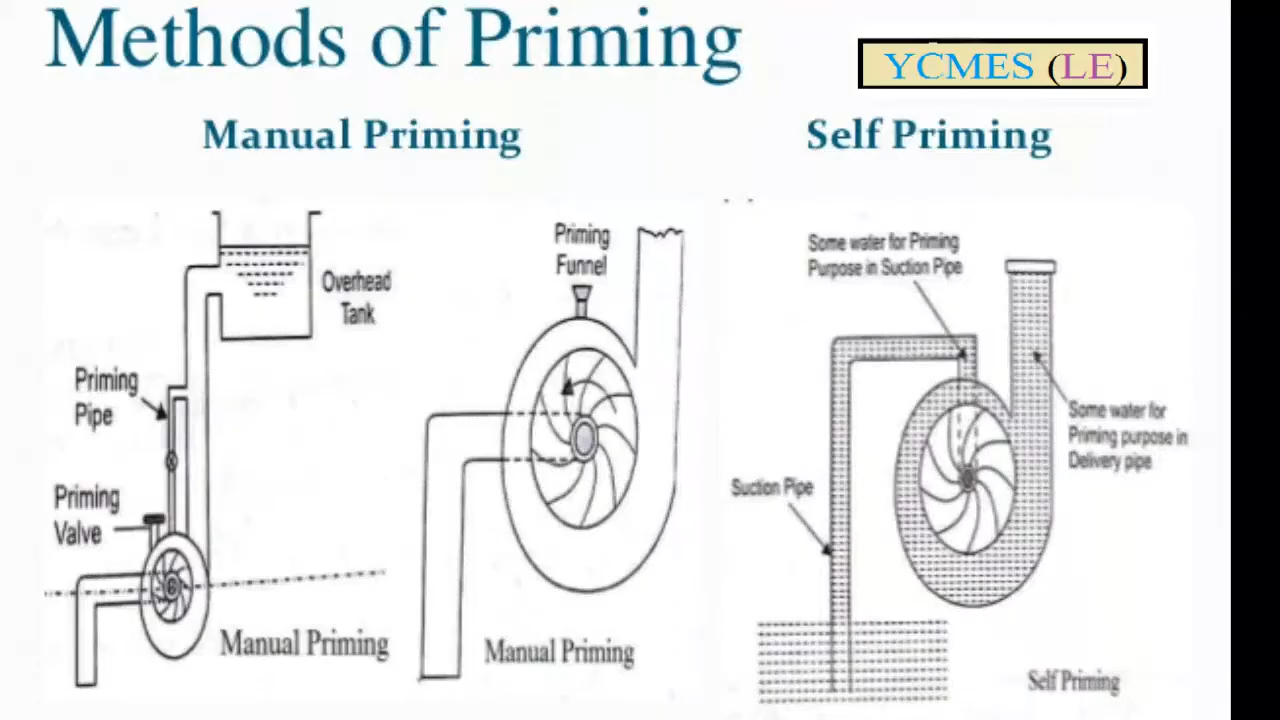 Methods of Priming
YCMES (LE)
Manual Priming
Self Priming
Overhead
Tank
Priming
Pipe
Priming
Valve
Manual Priming
Priming
Funnel
Manual Priming
Some water for Priming
Purpose in Suction Pipe
Suction Pipe
Some water for
Priming purpose in
Delivery pipe
Self Priming